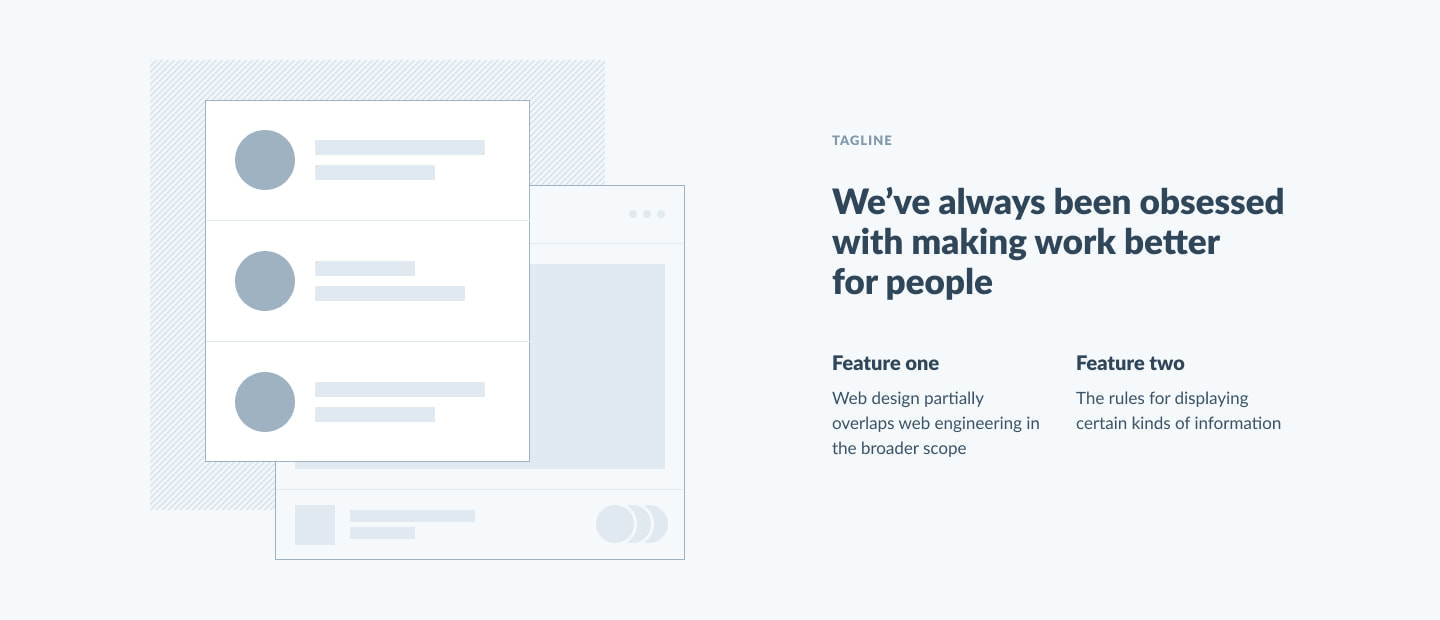 TAGLINE
We’ve always been obsessed
with making work better
for people
Feature one
Web design partially
overlaps web engineering in
the broader scope
Feature two
The rules for displaying
certain kinds of information